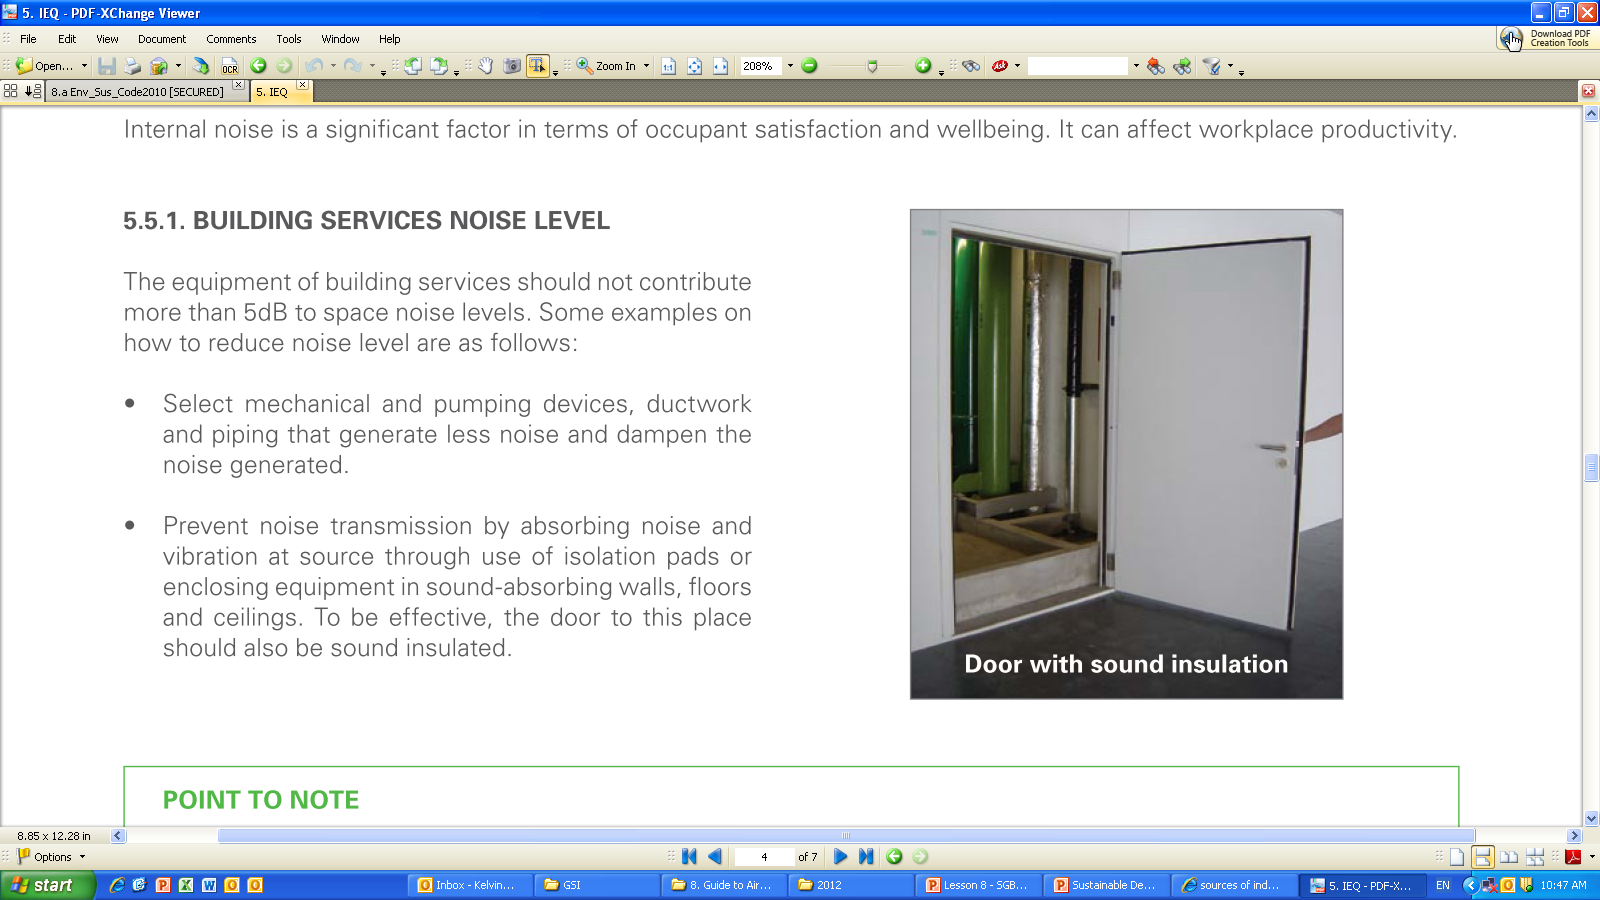 5. IEQ - PDF-XChange Viewer
File Edit View Document Comments Tools Window Help
Download PDF
Creation Tools
Open... OCR Zoom In 1:1 208% Ask
8.a Env_Sus_Code2010 [SECURED] 5. IEQ
Internal noise is a significant factor in terms of occupant satisfaction and wellbeing. It can affect workplace productivity.
5.5.1. BUILDING SERVICES NOISE LEVEL
The equipment of building services should not contribute
more than 5dB to space noise levels. Some examples on
how to reduce noise level are as follows:
• Select mechanical and pumping devices, ductwork
and piping that generate less noise and dampen the
noise generated.
• Prevent noise transmission by absorbing noise and
vibration at source through use of isolation pads or
enclosing equipment in sound-absorbing walls, floors
and ceilings. To be effective, the door to this place
should also be sound insulated.
Door with sound insulation
POINT TO NOTE
8.85 x 12.28 in
Options 4 of 7
start Inbox - Kelvin... GSI 8. Guide to Air... 2012 Lesson 8 - SGB... Sustainable De... sources of ind... 5. IEQ - PDF-X... EN 10:47 AM